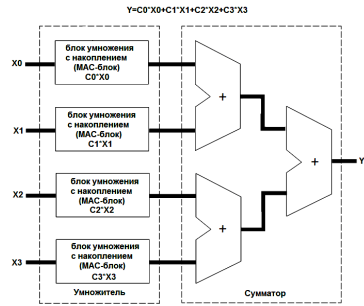 Y=C0*X0+C1*X1+C2*X2+C3*X3
X0
блок умножения
с накоплением
(MAC-блок)
C0*X0
X1
блок умножения
с накоплением
(MAC-блок)
C1*X1
+
X2
блок умножения
с накоплением
(MAC-блок)
C2*X2
X3
блок умножения
с накоплением
(MAC-блок)
C3*X3
+
+
Y
Умножитель
Сумматор